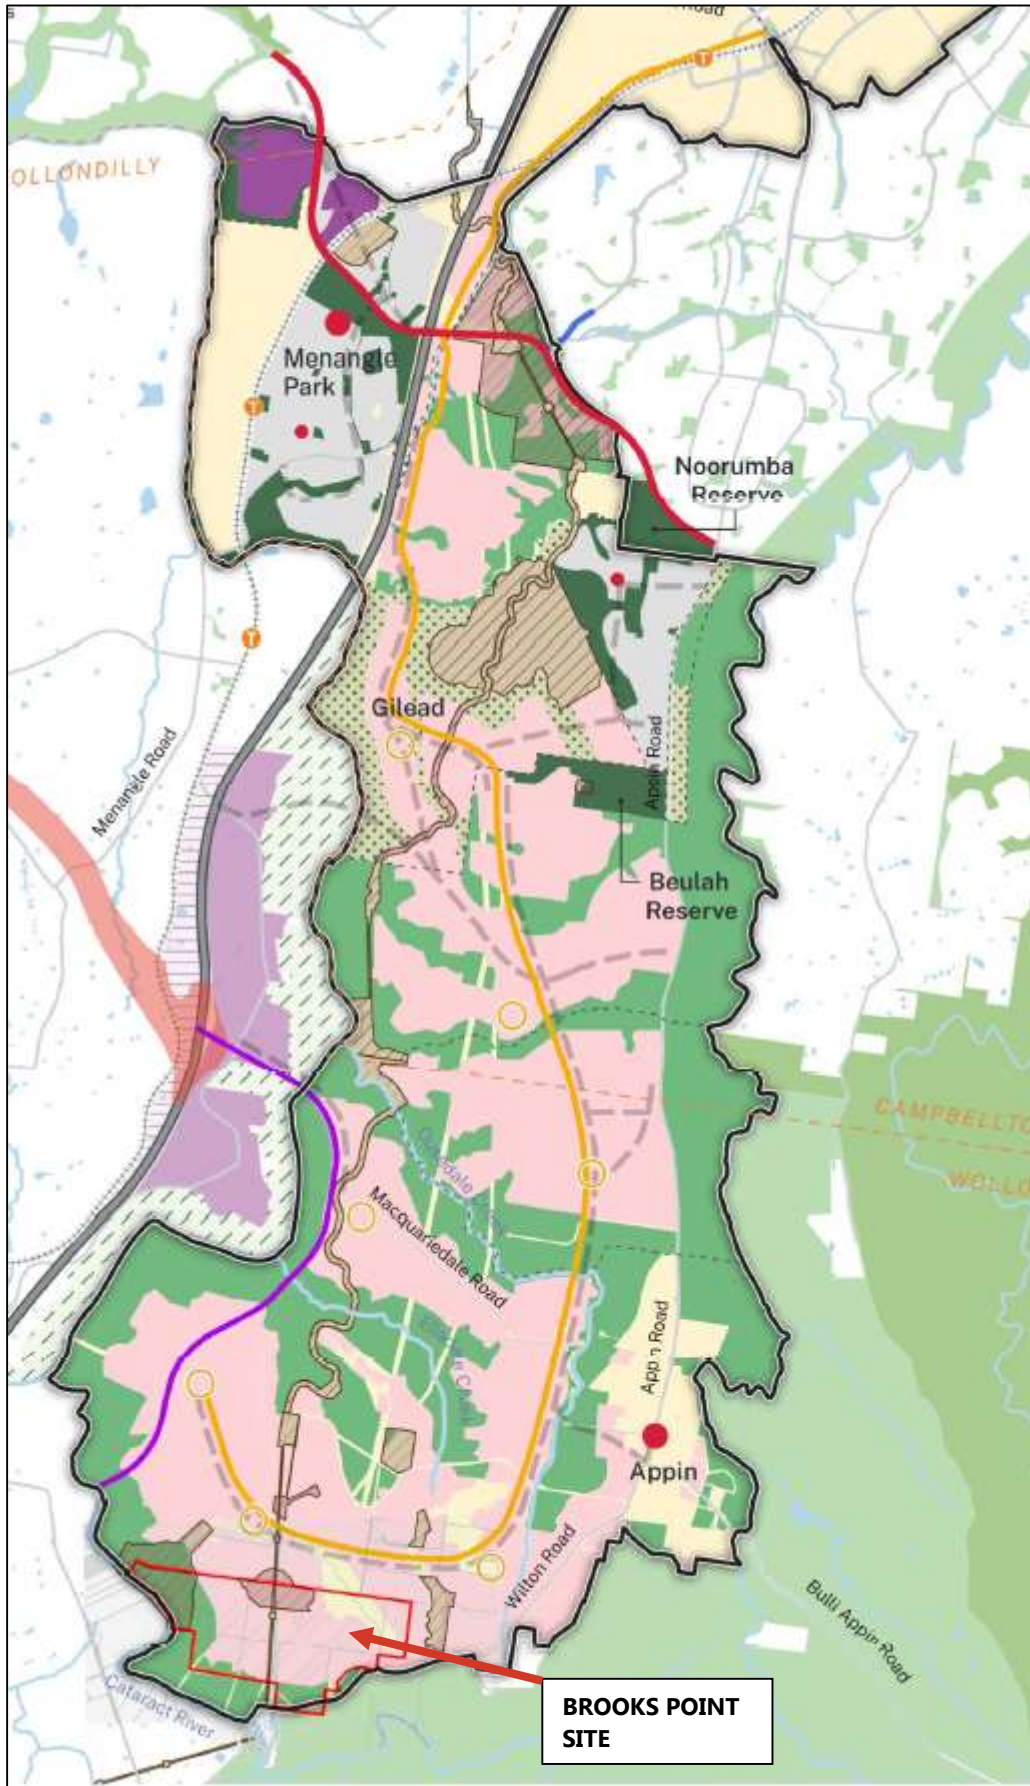 OLLONDILLY
T
Menangle
Park
T
Noorumba
Reserve
T
Gilead
Menangle Road
Appin Road
Beulah
Reserve
CAMPBELLTO
WOLLO
Macquariedale Road
Appin Road
Appin
Wilton Road
Bulli Appin Road
Cataract River
BROOKS POINT
SITE